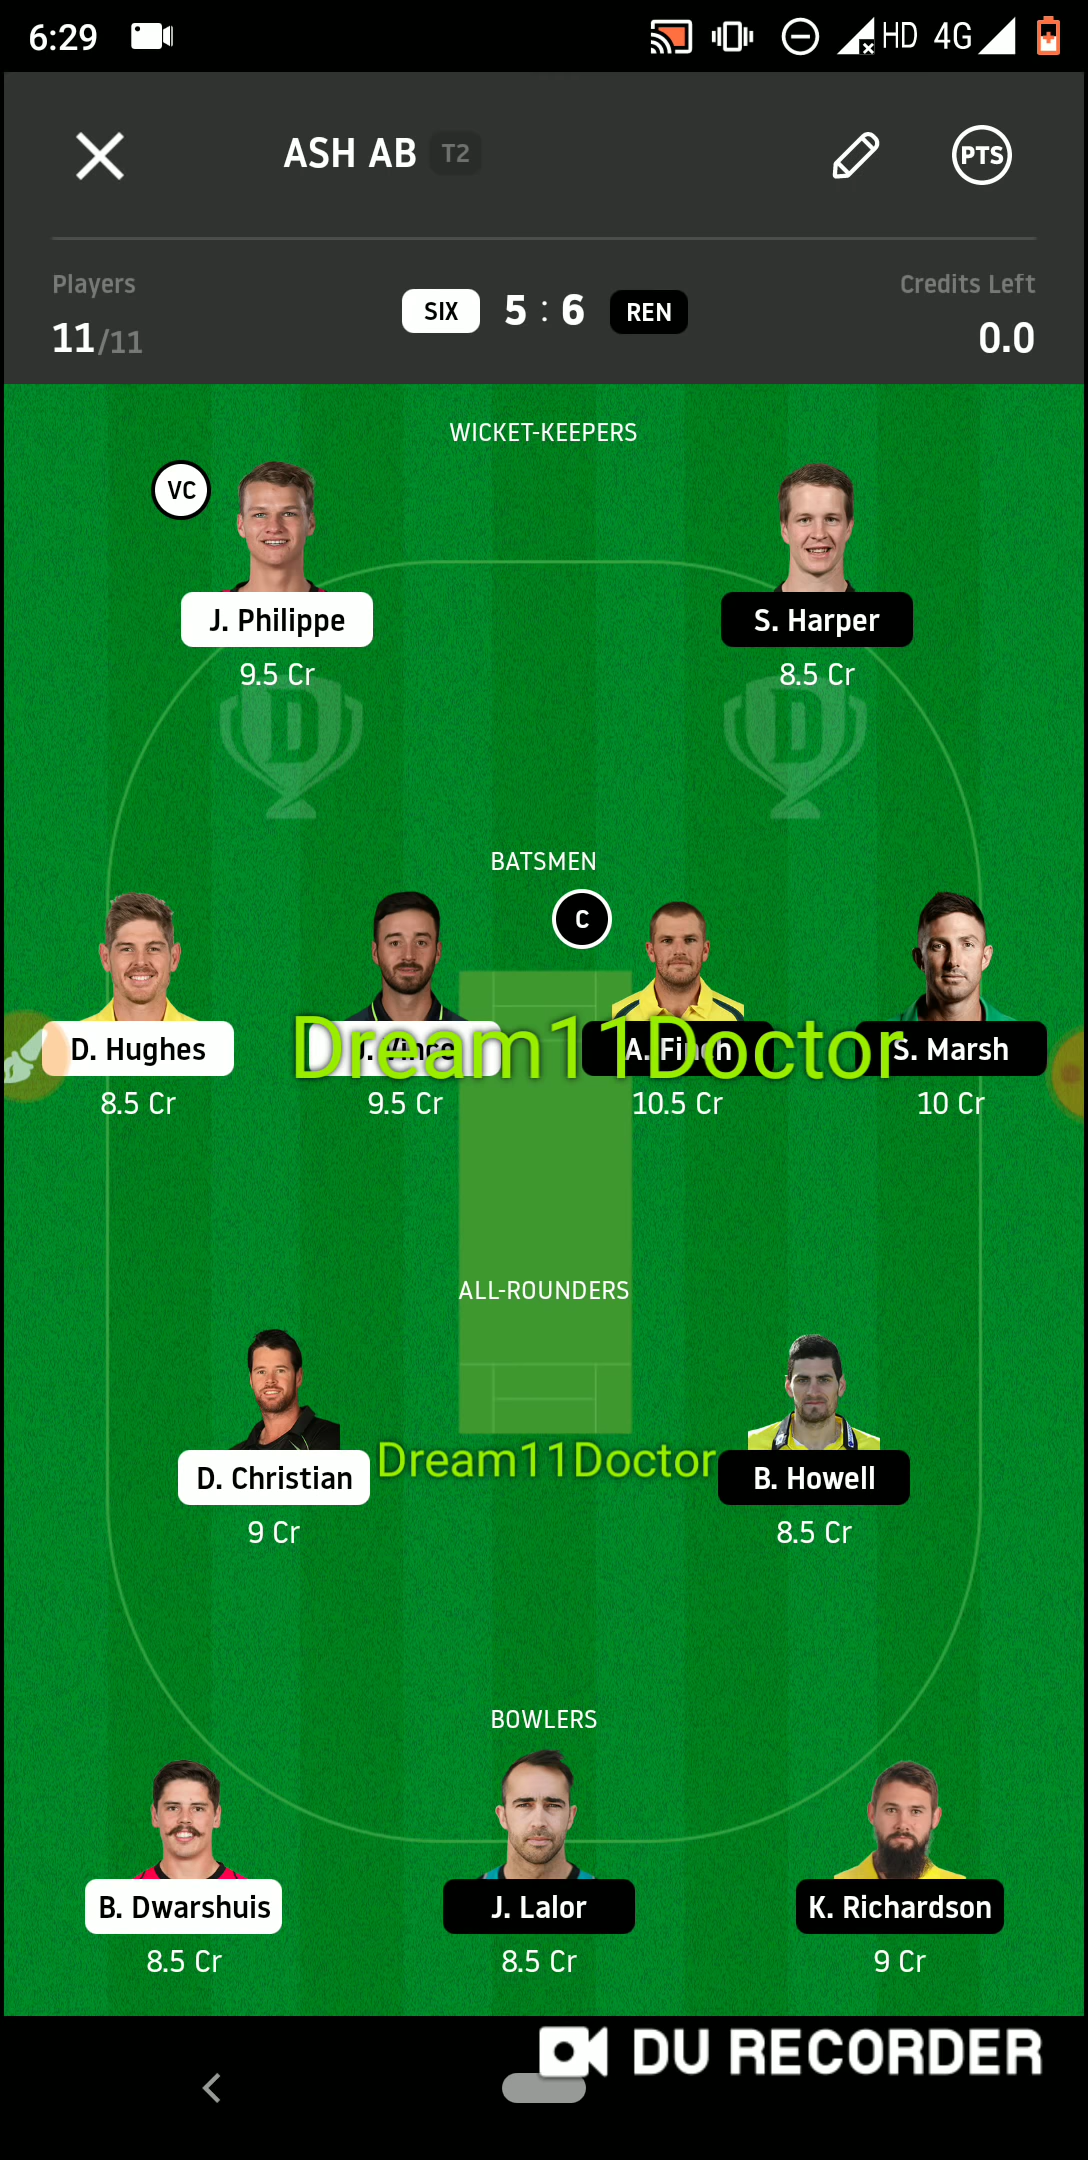 6:29 HD 4G
ASH AB T2 PTS
Players Credits Left
11/11 SIX 5 : 6 REN 0.0
WICKET-KEEPERS
VC
J. Philippe S. Harper
9.5 Cr 8.5 Cr
BATSMEN
C
D. Hughes J. Vince A. Finch S. Marsh
Dream11Doctor
8.5 Cr 9.5 Cr 10.5 Cr 10 Cr
ALL-ROUNDERS
Dream11Doctor
D. Christian B. Howell
9 Cr 8.5 Cr
BOWLERS
B. Dwarshuis J. Lalor K. Richardson
8.5 Cr 8.5 Cr 9 Cr
DU RECORDER